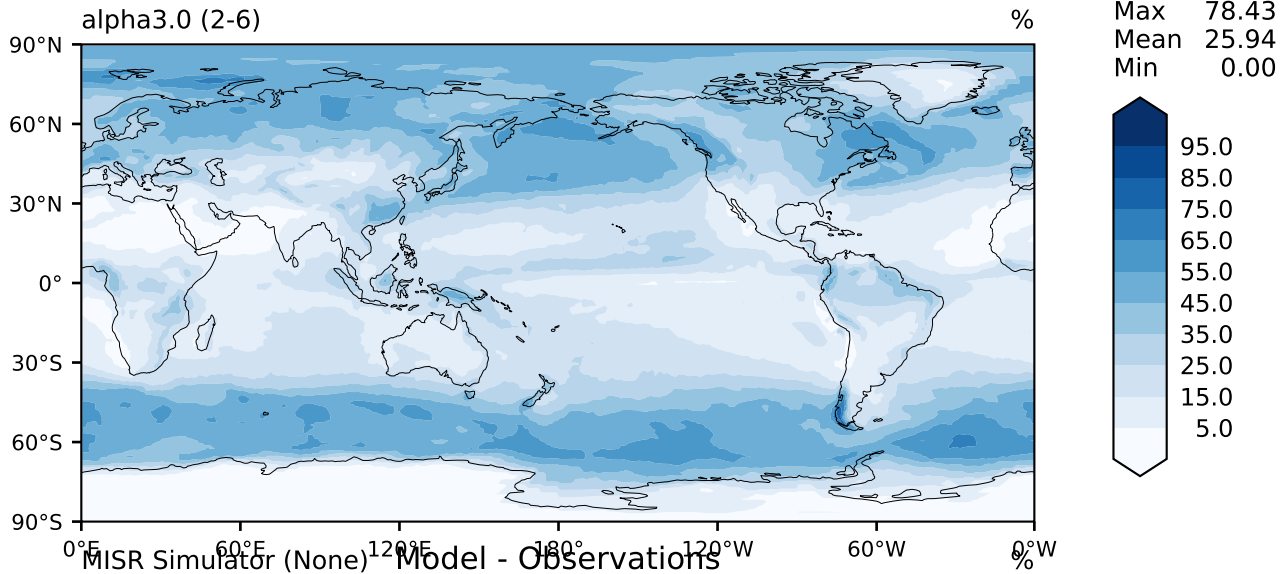 alpha3.0 (2-6) %
Max 78.43
Mean 25.94
Min 0.00
90°N
60°N
30°N
0°
30°S
60°S
90°S
0°E 60°E 120°E 180° 120°W 60°W 0°W
MISR Simulator (None) Model - Observations %
95.0
85.0
75.0
65.0
55.0
45.0
35.0
25.0
15.0
5.0